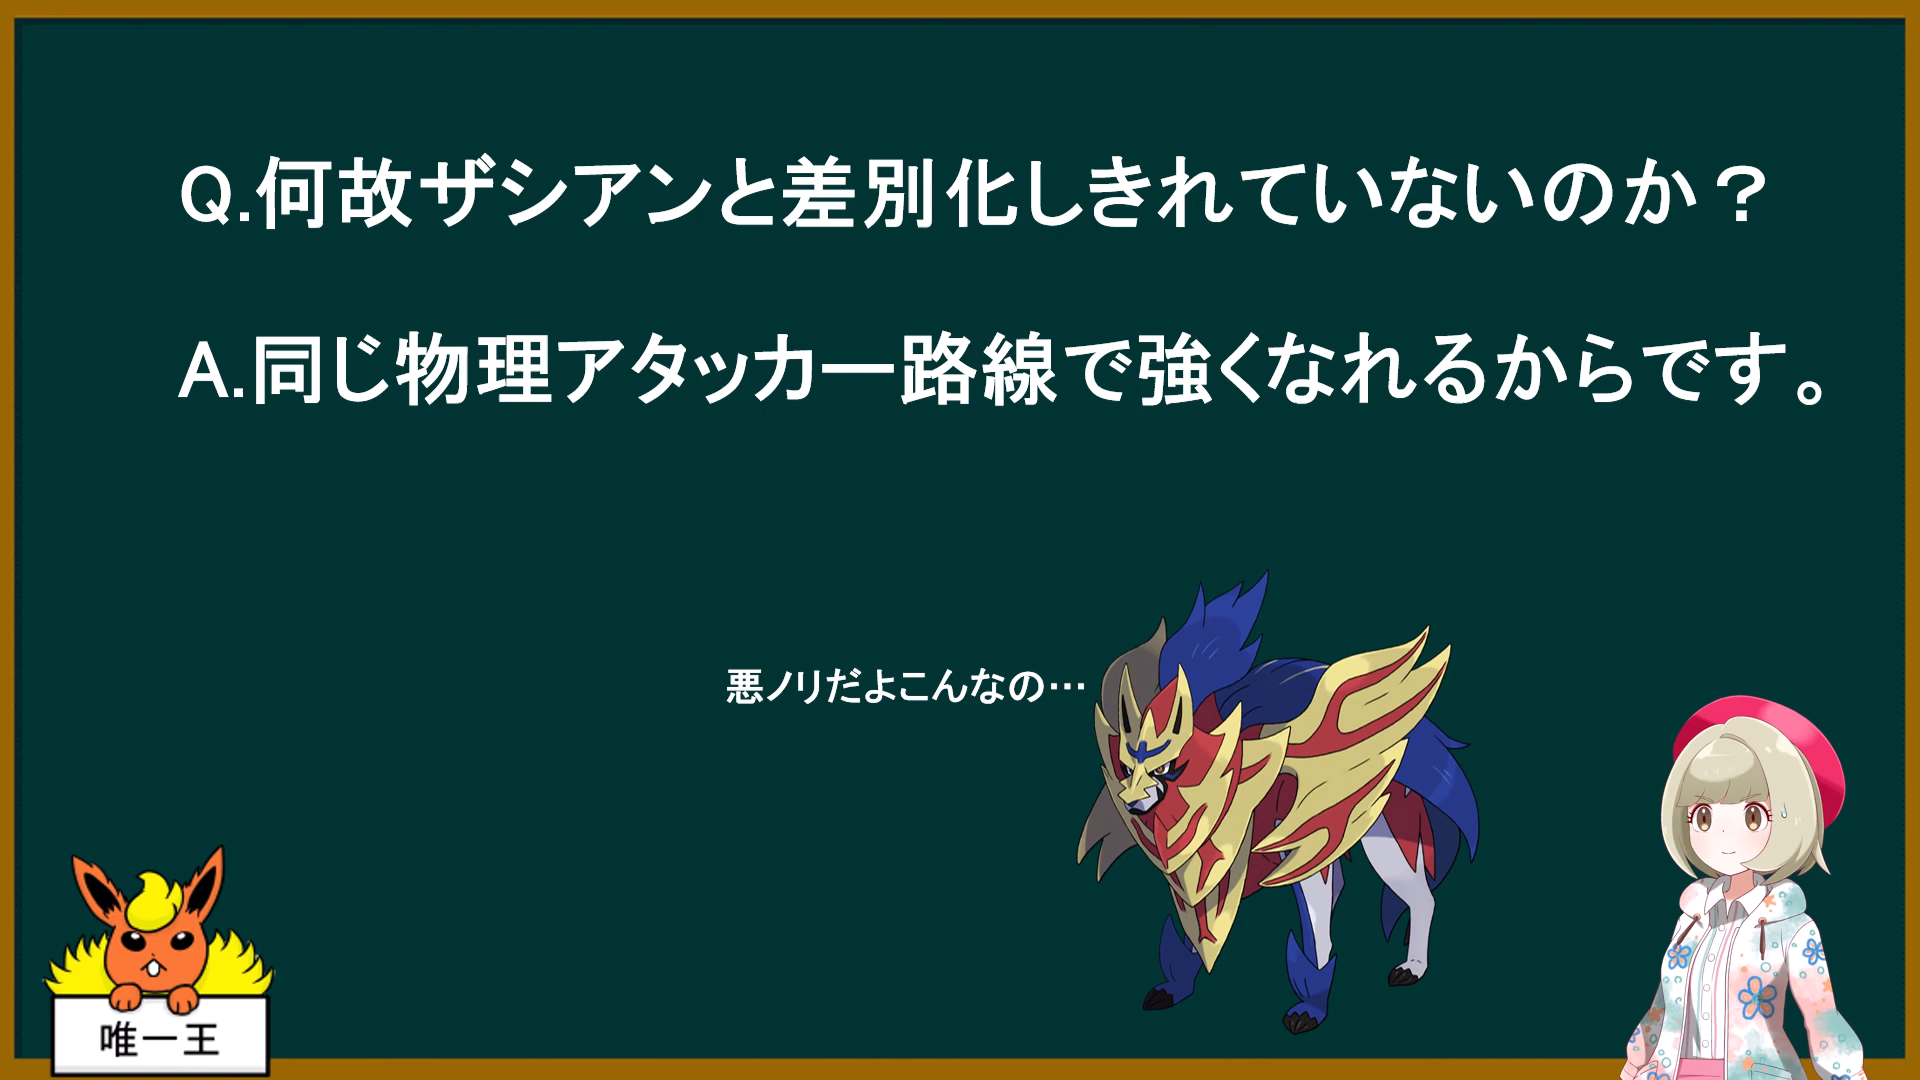 Q.何故ザシアンと差別化しきれていないのか？
A.同じ物理アタッカー路線で強くなれるからです。
悪ノリだよこんなの…
唯一王